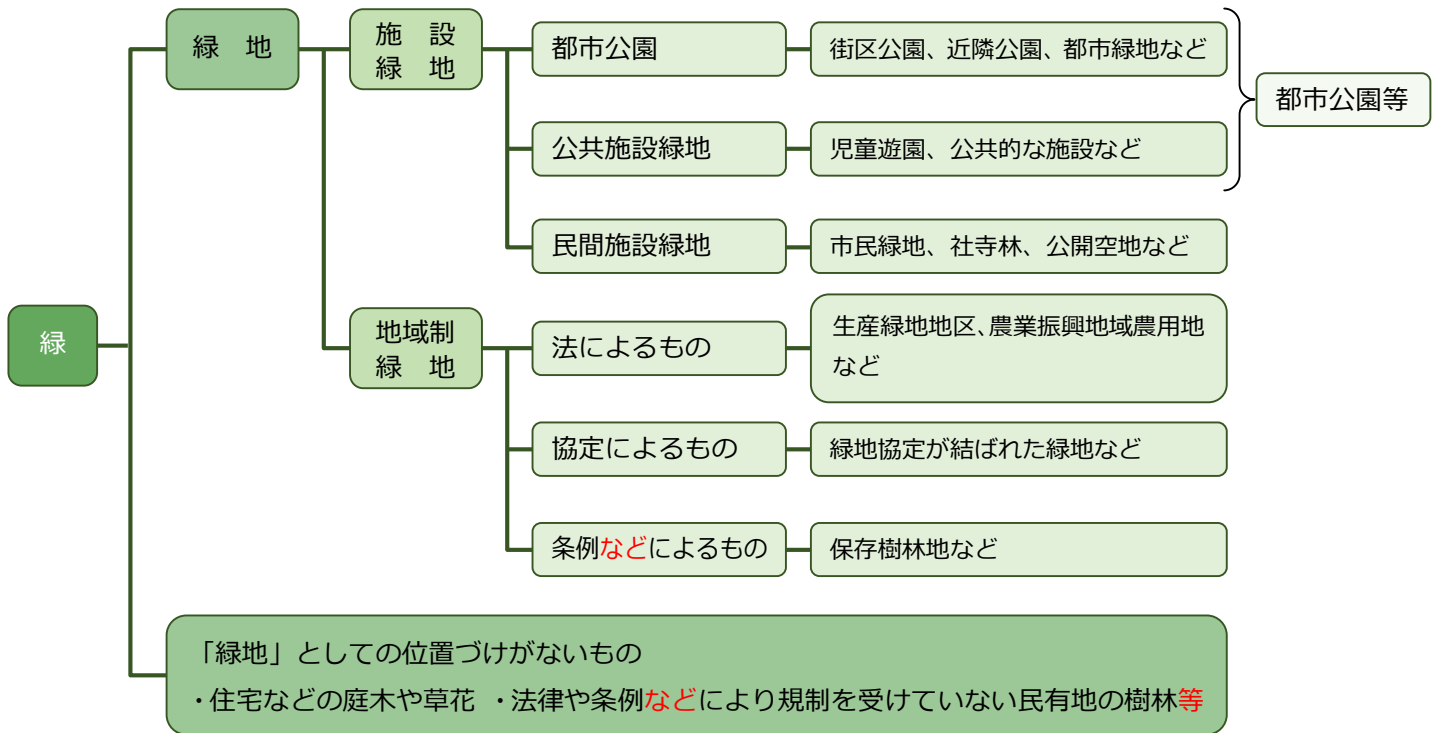 緑
緑　地
施　設
緑　地
都市公園
街区公園、近隣公園、都市緑地など
都市公園等
公共施設緑地
児童遊園、公共的な施設など
民間施設緑地
市民緑地、社寺林、公開空地など
地域制
緑　地
法によるもの
生産緑地地区、農業振興地域農用地
など
協定によるもの
緑地協定が結ばれた緑地など
条例などによるもの
保存樹林地など
「緑地」としての位置づけがないもの
・住宅などの庭木や草花　・法律や条例などにより規制を受けていない民有地の樹林等